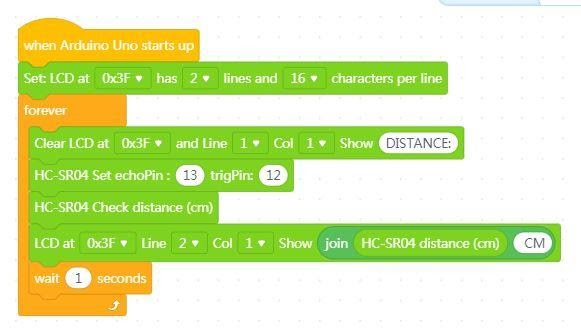 when Arduino Uno starts up
Set: LCD at 0x3F has 2 lines and 16 characters per line
forever
Clear LCD at 0x3F and Line 1 Col 1 Show DISTANCE:
HC-SR04 Set echoPin : 13 trigPin: 12
HC-SR04 Check distance (cm)
LCD at 0x3F Line 2 Col 1 Show join HC-SR04 distance (cm) CM
wait 1 seconds